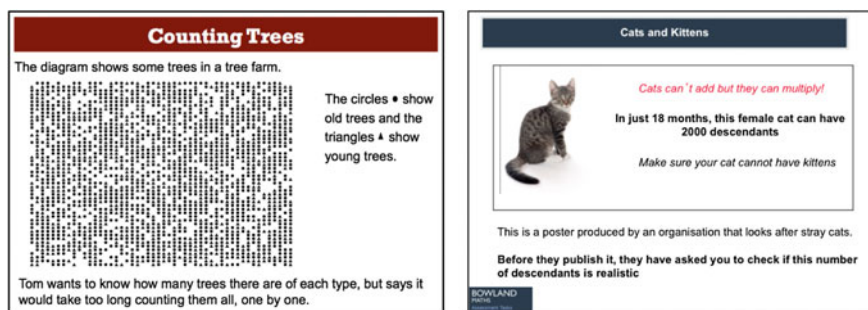 Counting Trees
The diagram shows some trees in a tree farm.
The circles • show
old trees and the
triangles ▲ show
young trees.
Tom wants to know how many trees there are of each type, but says it
would take too long counting them all, one by one.
Cats and Kittens
Cats can´t add but they can multiply!
In just 18 months, this female cat can have
2000 descendants
Make sure your cat cannot have kittens
This is a poster produced by an organisation that looks after stray cats.
Before they publish it, they have asked you to check if this number
of descendants is realistic
BOWLAND
MATHS
Assessment Tasks